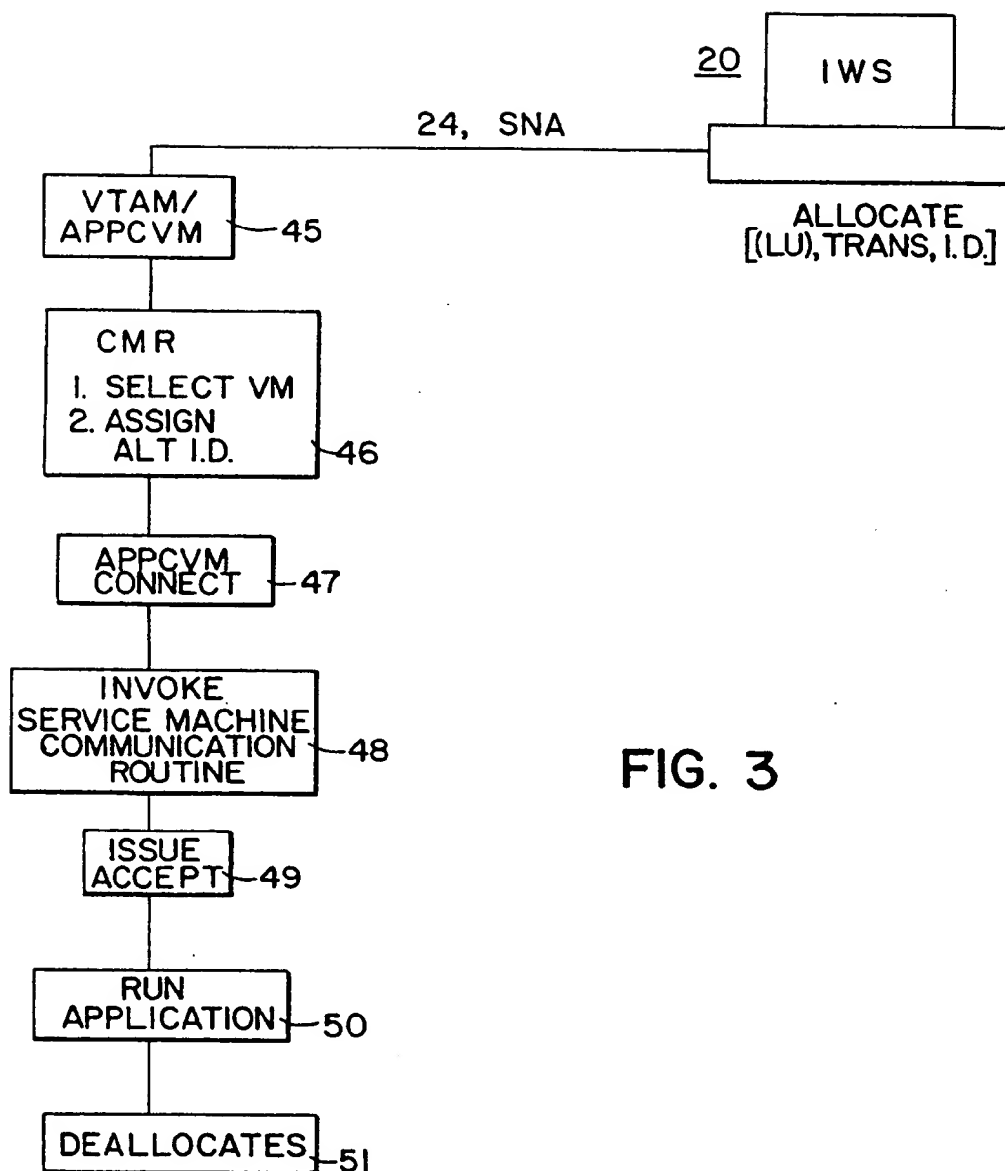 20
IWS
24, SNA
ALLOCATE
[(LU), TRANS, I.D.]
VTAM/
APPCVM
45
CMR
1. SELECT VM
2. ASSIGN
ALT I.D.
46
APPCVM
CONNECT
47
INVOKE
SERVICE MACHINE
COMMUNICATION
ROUTINE
48
FIG. 3
ISSUE
ACCEPT
49
RUN
APPLICATION
50
DEALLOCATES
51